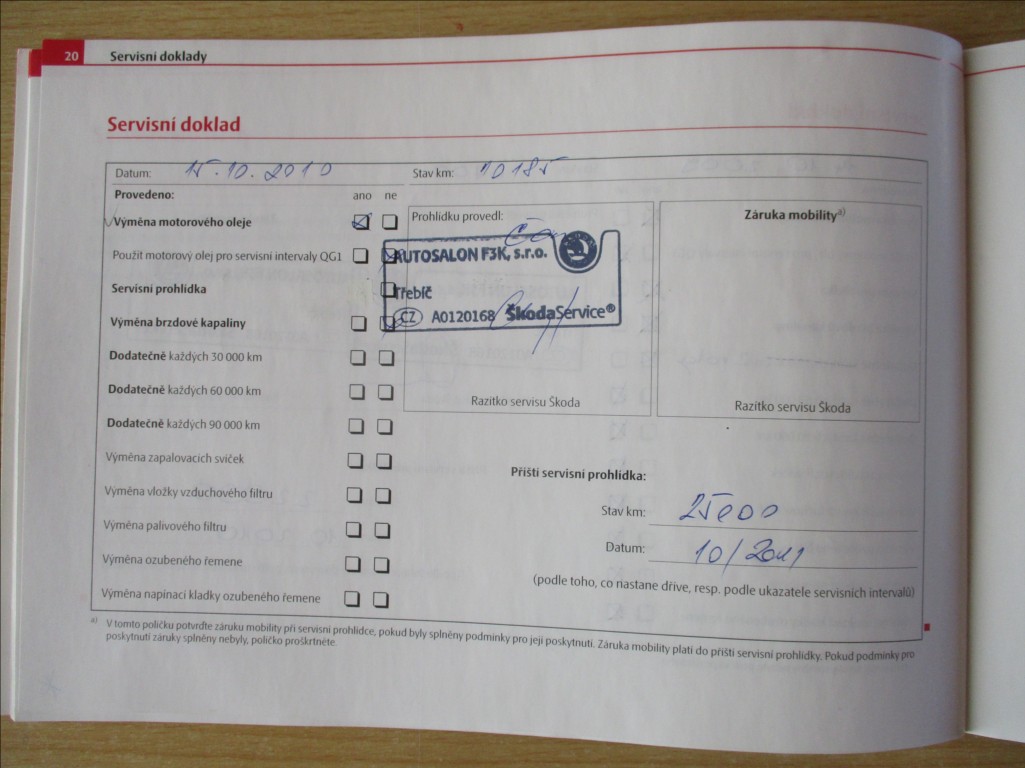 20 Servisní doklady
Servisní doklad
Datum: 15.10.2010 Stav km: 10185
Provedeno: ano ne
Výměna motorového oleje
Použit motorový olej pro servisní intervaly QG1
Servisní prohlídka
Výměna brzdové kapaliny
Dodatečně každých 30 000 km
Dodatečně každých 60 000 km
Dodatečně každých 90 000 km
Výměna zapalovacích svíček
Výměna vložky vzduchového filtru
Výměna palivového filtru
Výměna ozubeného řemene
Výměna napínací kladky ozubeného řemene
Prohlídku provedl:
AUTOSALON F3K, s.r.o.
Třebíč
CZ A0120168 ŠkodaService®
Razítko servisu Škoda
Záruka mobility a)
Razítko servisu Škoda
Příští servisní prohlídka:
Stav km: 25000
Datum: 10/2011
(podle toho, co nastane dříve, resp. podle ukazatele servisních intervalů)
a) V tomto políčku potvrďte záruku mobility při servisní prohlídce, pokud byly splněny podmínky pro její poskytnutí. Záruka mobility platí do příští servisní prohlídky. Pokud podmínky pro
poskytnutí záruky splněny nebyly, políčko proškrtněte.